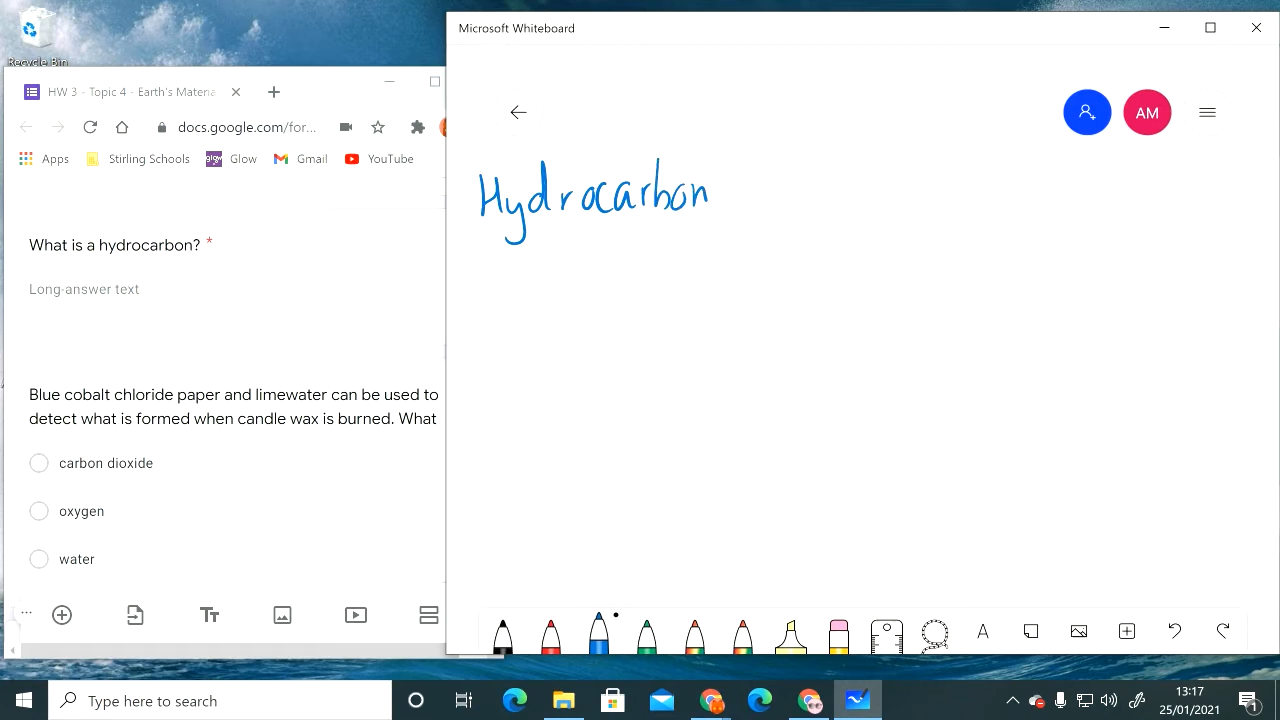 Recycle Bin
Microsoft Whiteboard
HW 3 - Topic 4 - Earth's Materia
docs.google.com/for...
Apps
Stirling Schools
glow
Glow
Gmail
YouTube
AM
Hydrocarbon
What is a hydrocarbon? *
Long-answer text
Blue cobalt chloride paper and limewater can be used to
detect what is formed when candle wax is burned. What
carbon dioxide
oxygen
water
Tт
A
Type here to search
13:17
25/01/2021
1